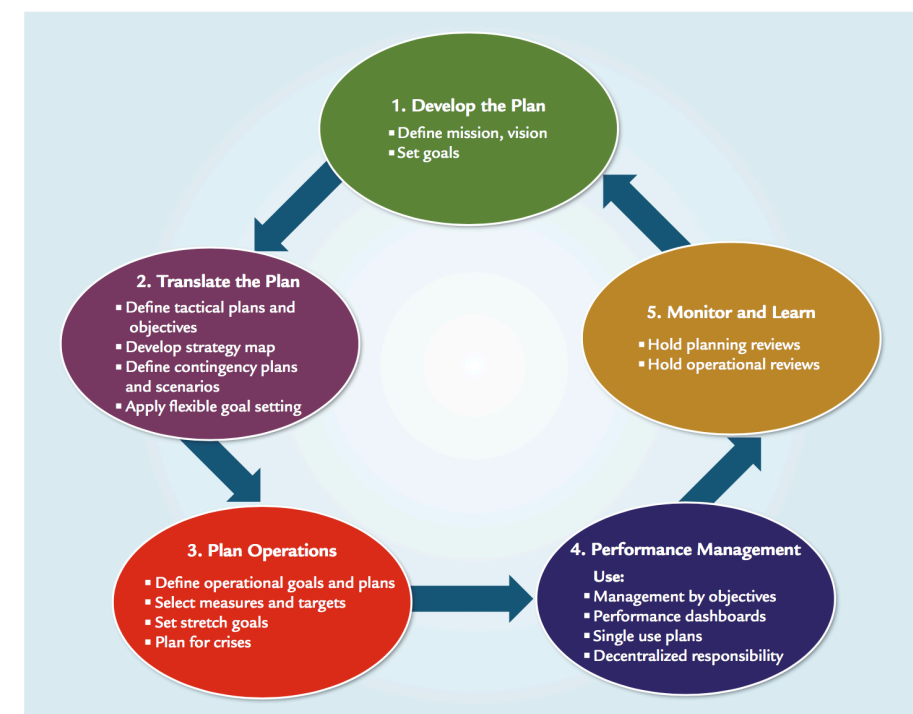 1. Develop the Plan
▪ Define mission, vision
▪ Set goals
2. Translate the Plan
▪ Define tactical plans and
objectives
▪ Develop strategy map
▪ Define contingency plans
and scenarios
▪ Apply flexible goal setting
3. Plan Operations
▪ Define operational goals and plans
▪ Select measures and targets
▪ Set stretch goals
▪ Plan for crises
4. Performance Management
Use:
▪ Management by objectives
▪ Performance dashboards
▪ Single use plans
▪ Decentralized responsibility
5. Monitor and Learn
▪ Hold planning reviews
▪ Hold operational reviews